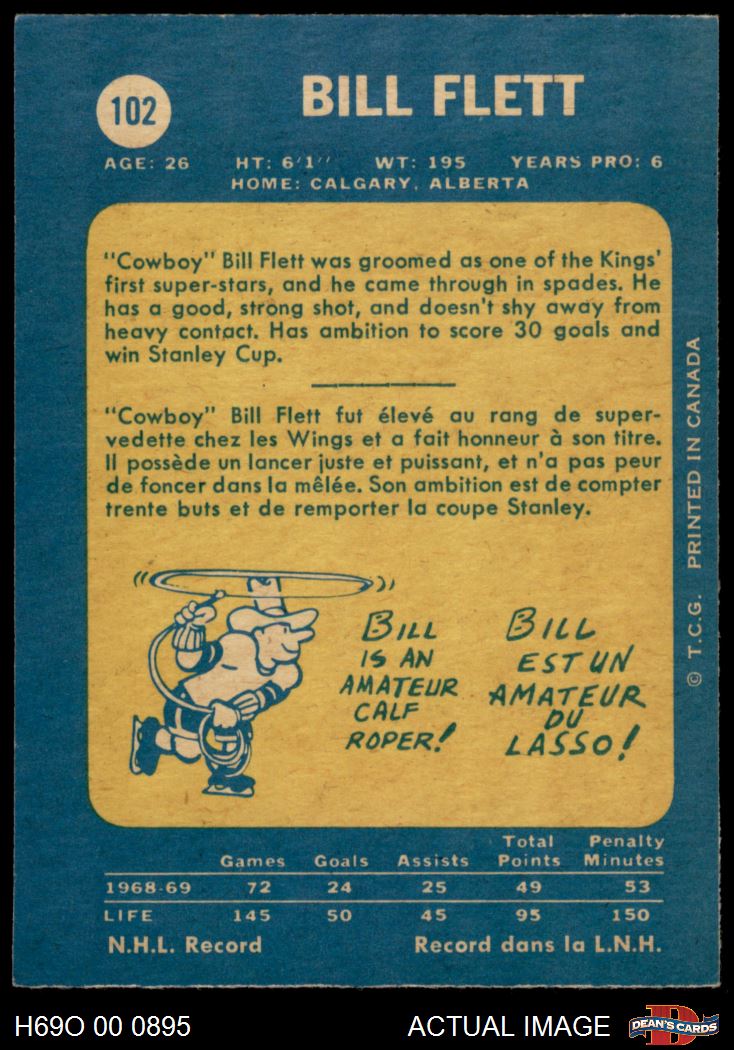 102
BILL FLETT
AGE: 26 HT: 6'1'' WT: 195 YEARS PRO: 6
HOME: CALGARY, ALBERTA
"Cowboy" Bill Flett was groomed as one of the Kings'
first super-stars, and he came through in spades. He
has a good, strong shot, and doesn't shy away from
heavy contact. Has ambition to score 30 goals and
win Stanley Cup.
"Cowboy" Bill Flett fut élevé au rang de super-
vedette chez les Wings et a fait honneur à son titre.
Il possède un lancer juste et puissant, et n'a pas peur
de foncer dans la mêlée. Son ambition est de compter
trente buts et de remporter la coupe Stanley.
BILL
IS AN
AMATEUR
CALF
ROPER!
BILL
EST UN
AMATEUR
DU
LASSO!
© T.C.G. PRINTED IN CANADA
Total Penalty
Games Goals Assists Points Minutes
1968-69 72 24 25 49 53
LIFE 145 50 45 95 150
N.H.L. Record Record dans la L.N.H.
H69O 00 0895 ACTUAL IMAGE
D
DEAN'S CARDS